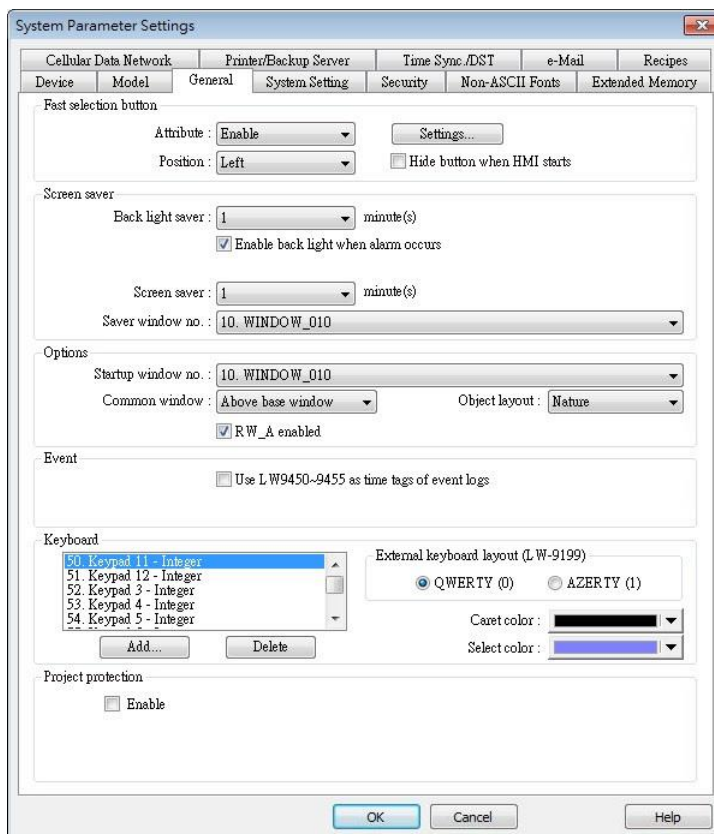 System Parameter Settings
Cellular Data Network Printer/Backup Server Time Sync./DST e-Mail Recipes
Device Model General System Setting Security Non-ASCII Fonts Extended Memory
Fast selection button
Attribute : Enable Settings...
Position : Left Hide button when HMI starts
Screen saver
Back light saver : 1 minute(s)
Enable back light when alarm occurs
Screen saver : 1 minute(s)
Saver window no. : 10. WINDOW_010
Options
Startup window no. : 10. WINDOW_010
Common window : Above base window Object layout : Nature
RW_A enabled
Event
Use LW9450~9455 as time tags of event logs
Keyboard
50. Keypad 11 - Integer
51. Keypad 12 - Integer
52. Keypad 3 - Integer
53. Keypad 4 - Integer
54. Keypad 5 - Integer
External keyboard layout (LW-9199)
QWERTY (0) AZERTY (1)
Caret color :
Select color :
Add... Delete
Project protection
Enable
OK Cancel Help